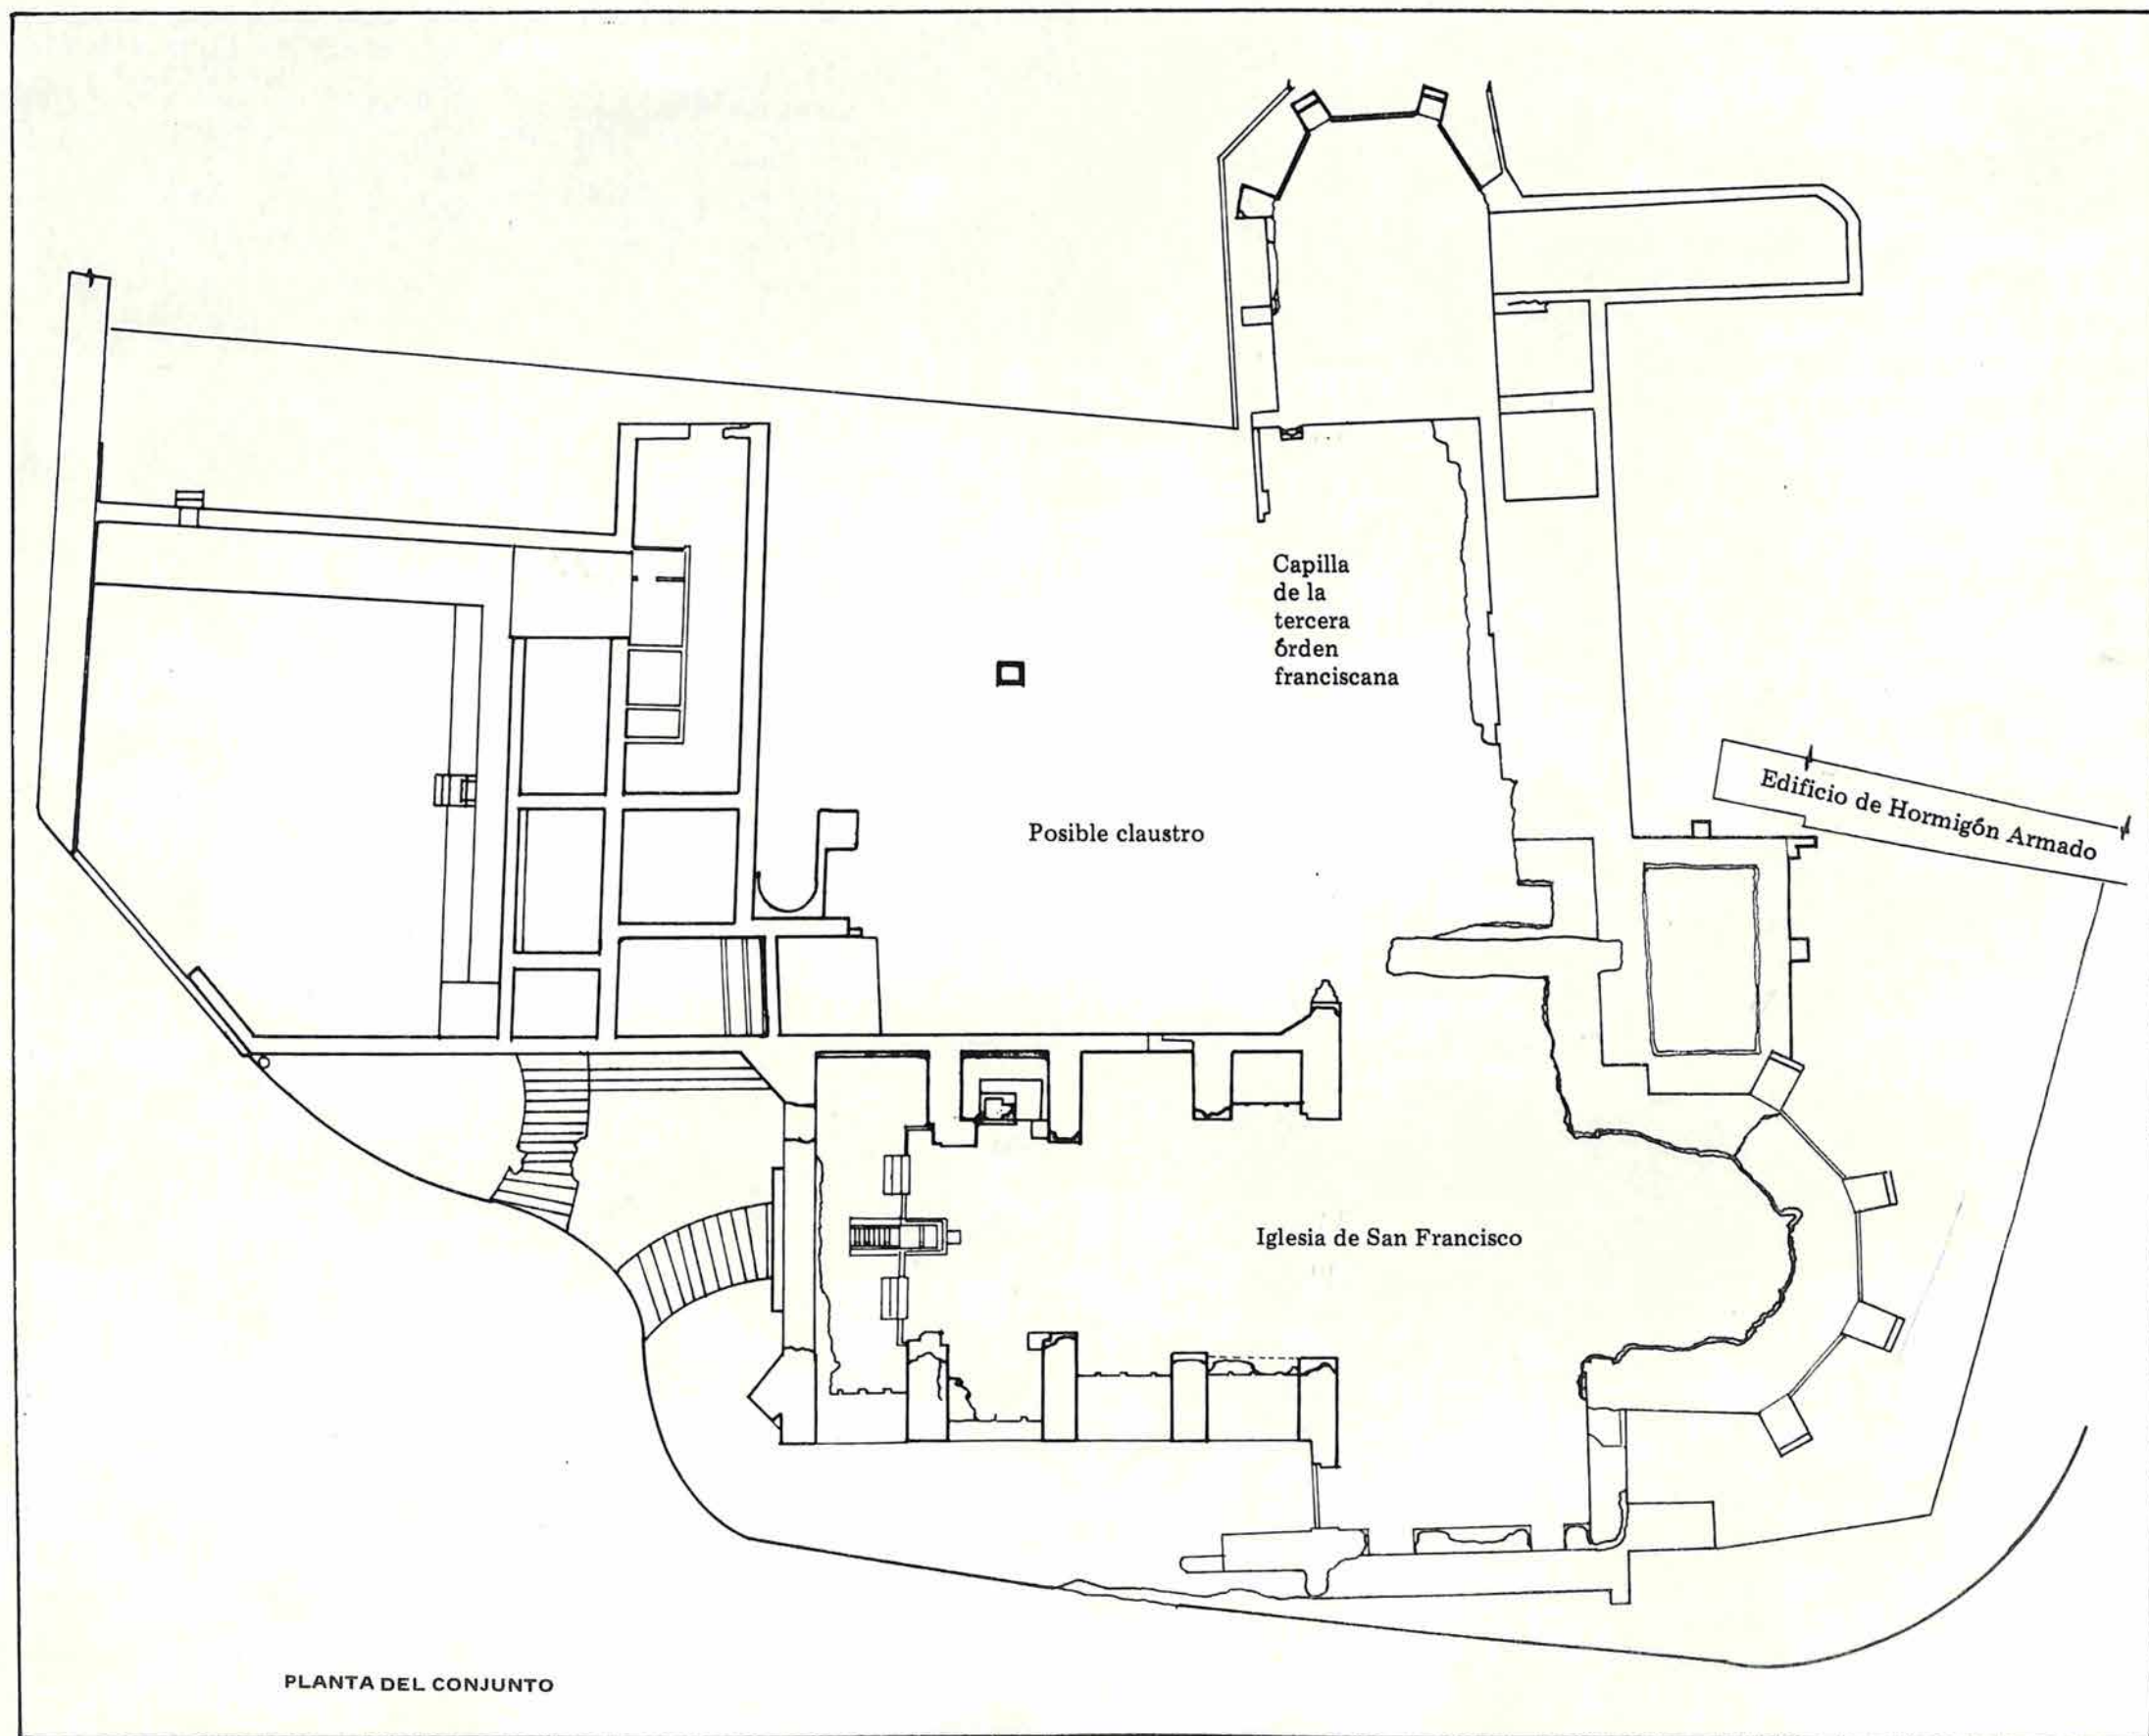 Capilla
de la
tercera
órden
franciscana
Edificio de Hormigón Armado
Posible claustro
Iglesia de San Francisco
PLANTA DEL CONJUNTO